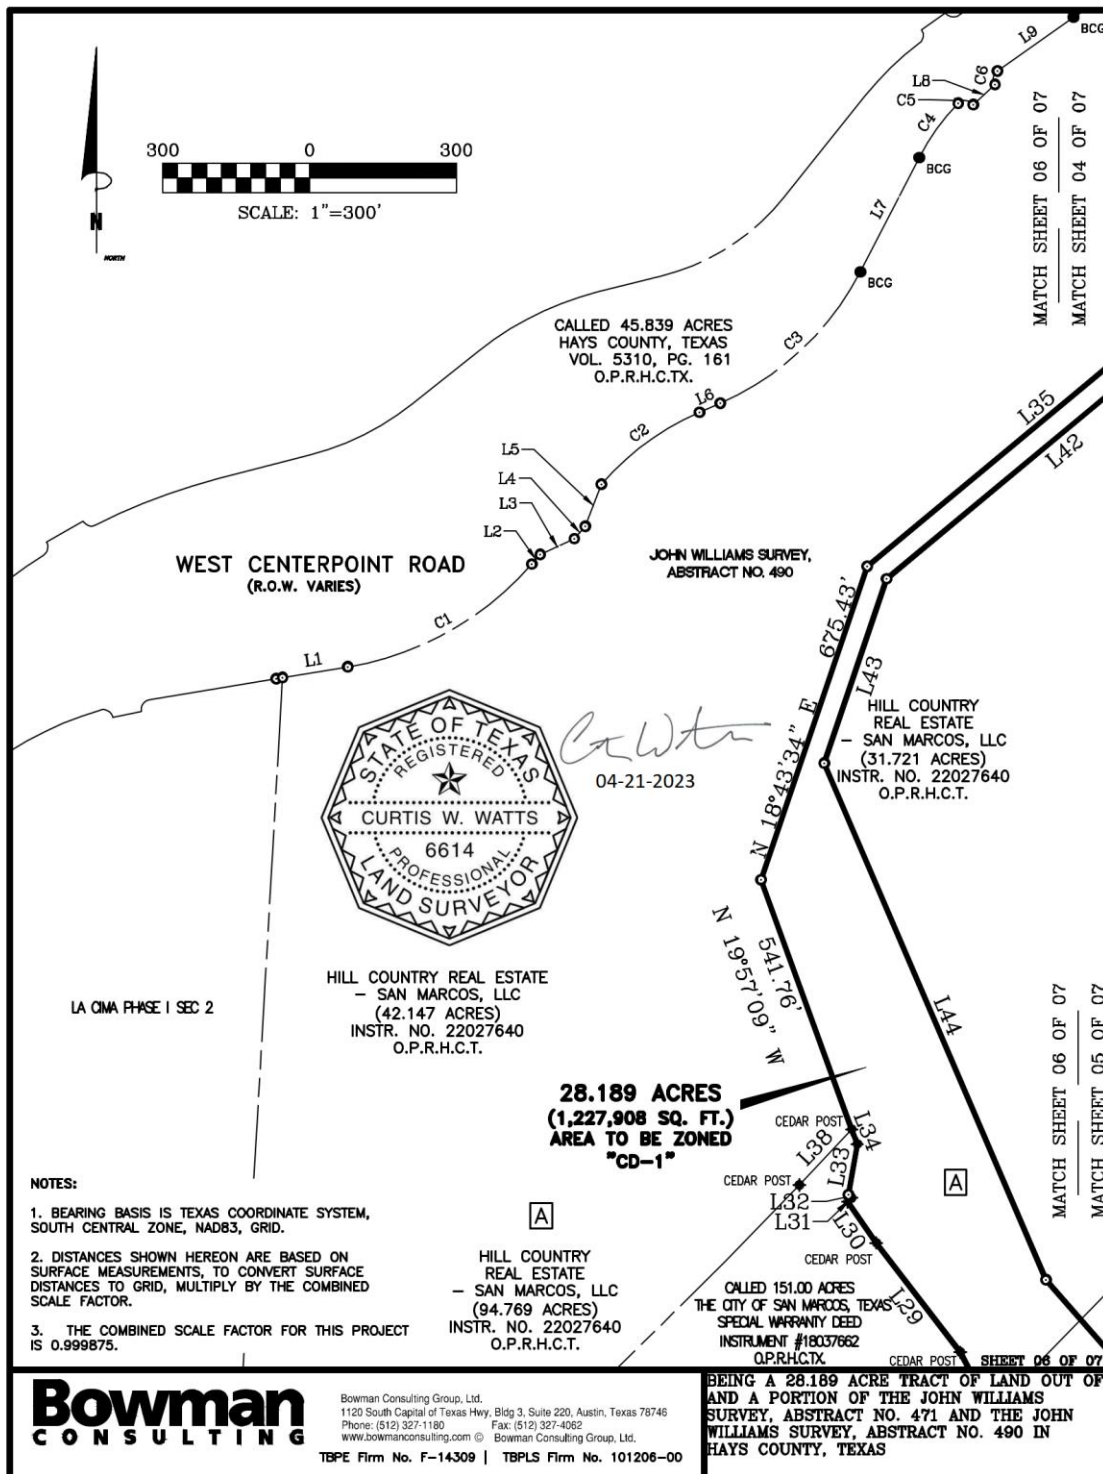 L9
BCG
C6
L8
C5
C4
BCG
L7
BCG
MATCH SHEET 06 OF 07
MATCH SHEET 04 OF 07
300 0 300
SCALE: 1"=300'
N
NORTH
CALLED 45.839 ACRES
HAYS COUNTY, TEXAS
VOL. 5310, PG. 161
O.P.R.H.C.TX.
C3
L6
C2
L5
L4
L3
L2
L35
L42
WEST CENTERPOINT ROAD
(R.O.W. VARIES)
JOHN WILLIAMS SURVEY,
ABSTRACT NO. 490
C1
L1
N 18°43'34" E 675.43'
L43
HILL COUNTRY
REAL ESTATE
– SAN MARCOS, LLC
(31.721 ACRES)
INSTR. NO. 22027640
O.P.R.H.C.T.
STATE OF TEXAS
REGISTERED
CURTIS W. WATTS
6614
PROFESSIONAL
LAND SURVEYOR
04-21-2023
541.76'
N 19°57'09" W
HILL COUNTRY REAL ESTATE
– SAN MARCOS, LLC
(42.147 ACRES)
INSTR. NO. 22027640
O.P.R.H.C.T.
LA CIMA PHASE I SEC 2
L44
MATCH SHEET 06 OF 07
MATCH SHEET 05 OF 07
28.189 ACRES
(1,227,908 SQ. FT.)
AREA TO BE ZONED
"CD-1"
CEDAR POST
L34
L38
L33
CEDAR POST
L32
L31
L30
CEDAR POST
L29
A
A
NOTES:
1. BEARING BASIS IS TEXAS COORDINATE SYSTEM,
SOUTH CENTRAL ZONE, NAD83, GRID.
2. DISTANCES SHOWN HEREON ARE BASED ON
SURFACE MEASUREMENTS, TO CONVERT SURFACE
DISTANCES TO GRID, MULTIPLY BY THE COMBINED
SCALE FACTOR.
3. THE COMBINED SCALE FACTOR FOR THIS PROJECT
IS 0.999875.
HILL COUNTRY
REAL ESTATE
– SAN MARCOS, LLC
(94.769 ACRES)
INSTR. NO. 22027640
O.P.R.H.C.T.
CALLED 151.00 ACRES
THE CITY OF SAN MARCOS, TEXAS
SPECIAL WARRANTY DEED
INSTRUMENT #18037662
O.P.R.H.C.TX.
CEDAR POST
SHEET 06 OF 07
Bowman
CONSULTING
Bowman Consulting Group, Ltd.
1120 South Capital of Texas Hwy, Bldg 3, Suite 220, Austin, Texas 78746
Phone: (512) 327-1180 Fax: (512) 327-4062
www.bowmanconsulting.com © Bowman Consulting Group, Ltd.
TBPE Firm No. F-14309 | TBPLS Firm No. 101206-00
BEING A 28.189 ACRE TRACT OF LAND OUT OF
AND A PORTION OF THE JOHN WILLIAMS
SURVEY, ABSTRACT NO. 471 AND THE JOHN
WILLIAMS SURVEY, ABSTRACT NO. 490 IN
HAYS COUNTY, TEXAS